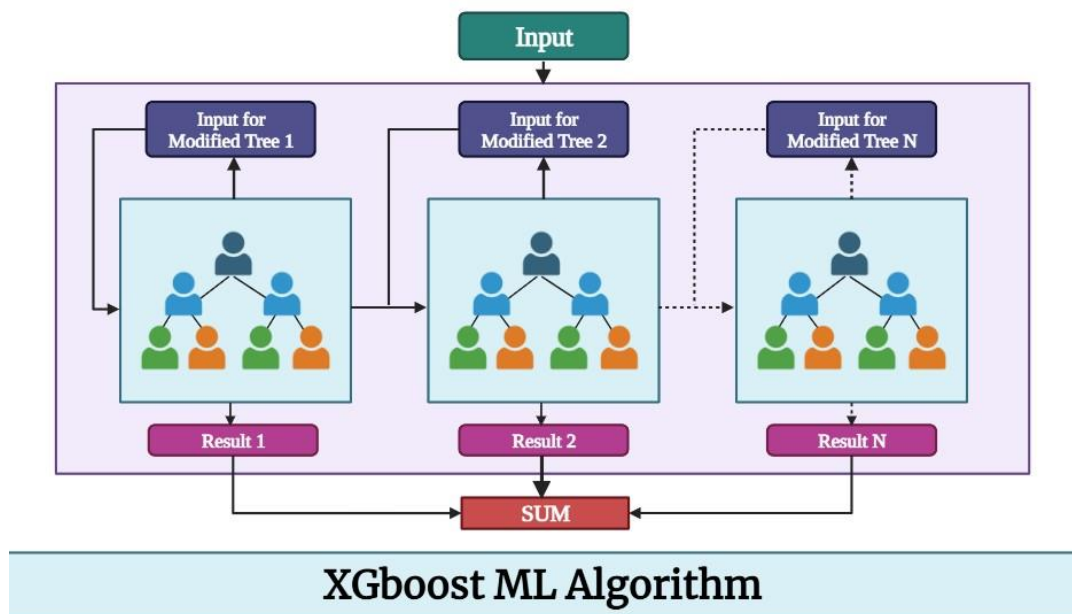 Input
Input for
Modified Tree 1
Input for
Modified Tree 2
Input for
Modified Tree N
Result 1
Result 2
Result N
SUM
XGboost ML Algorithm